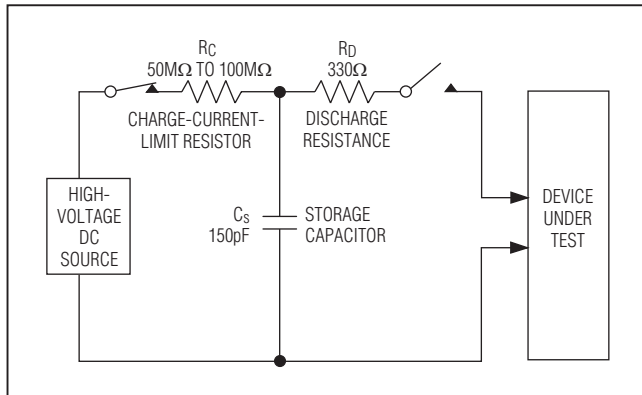 RC
50MΩ TO 100MΩ
CHARGE-CURRENT-
LIMIT RESISTOR
RD
330Ω
DISCHARGE
RESISTANCE
HIGH-
VOLTAGE
DC
SOURCE
CS
150pF
STORAGE
CAPACITOR
DEVICE
UNDER
TEST